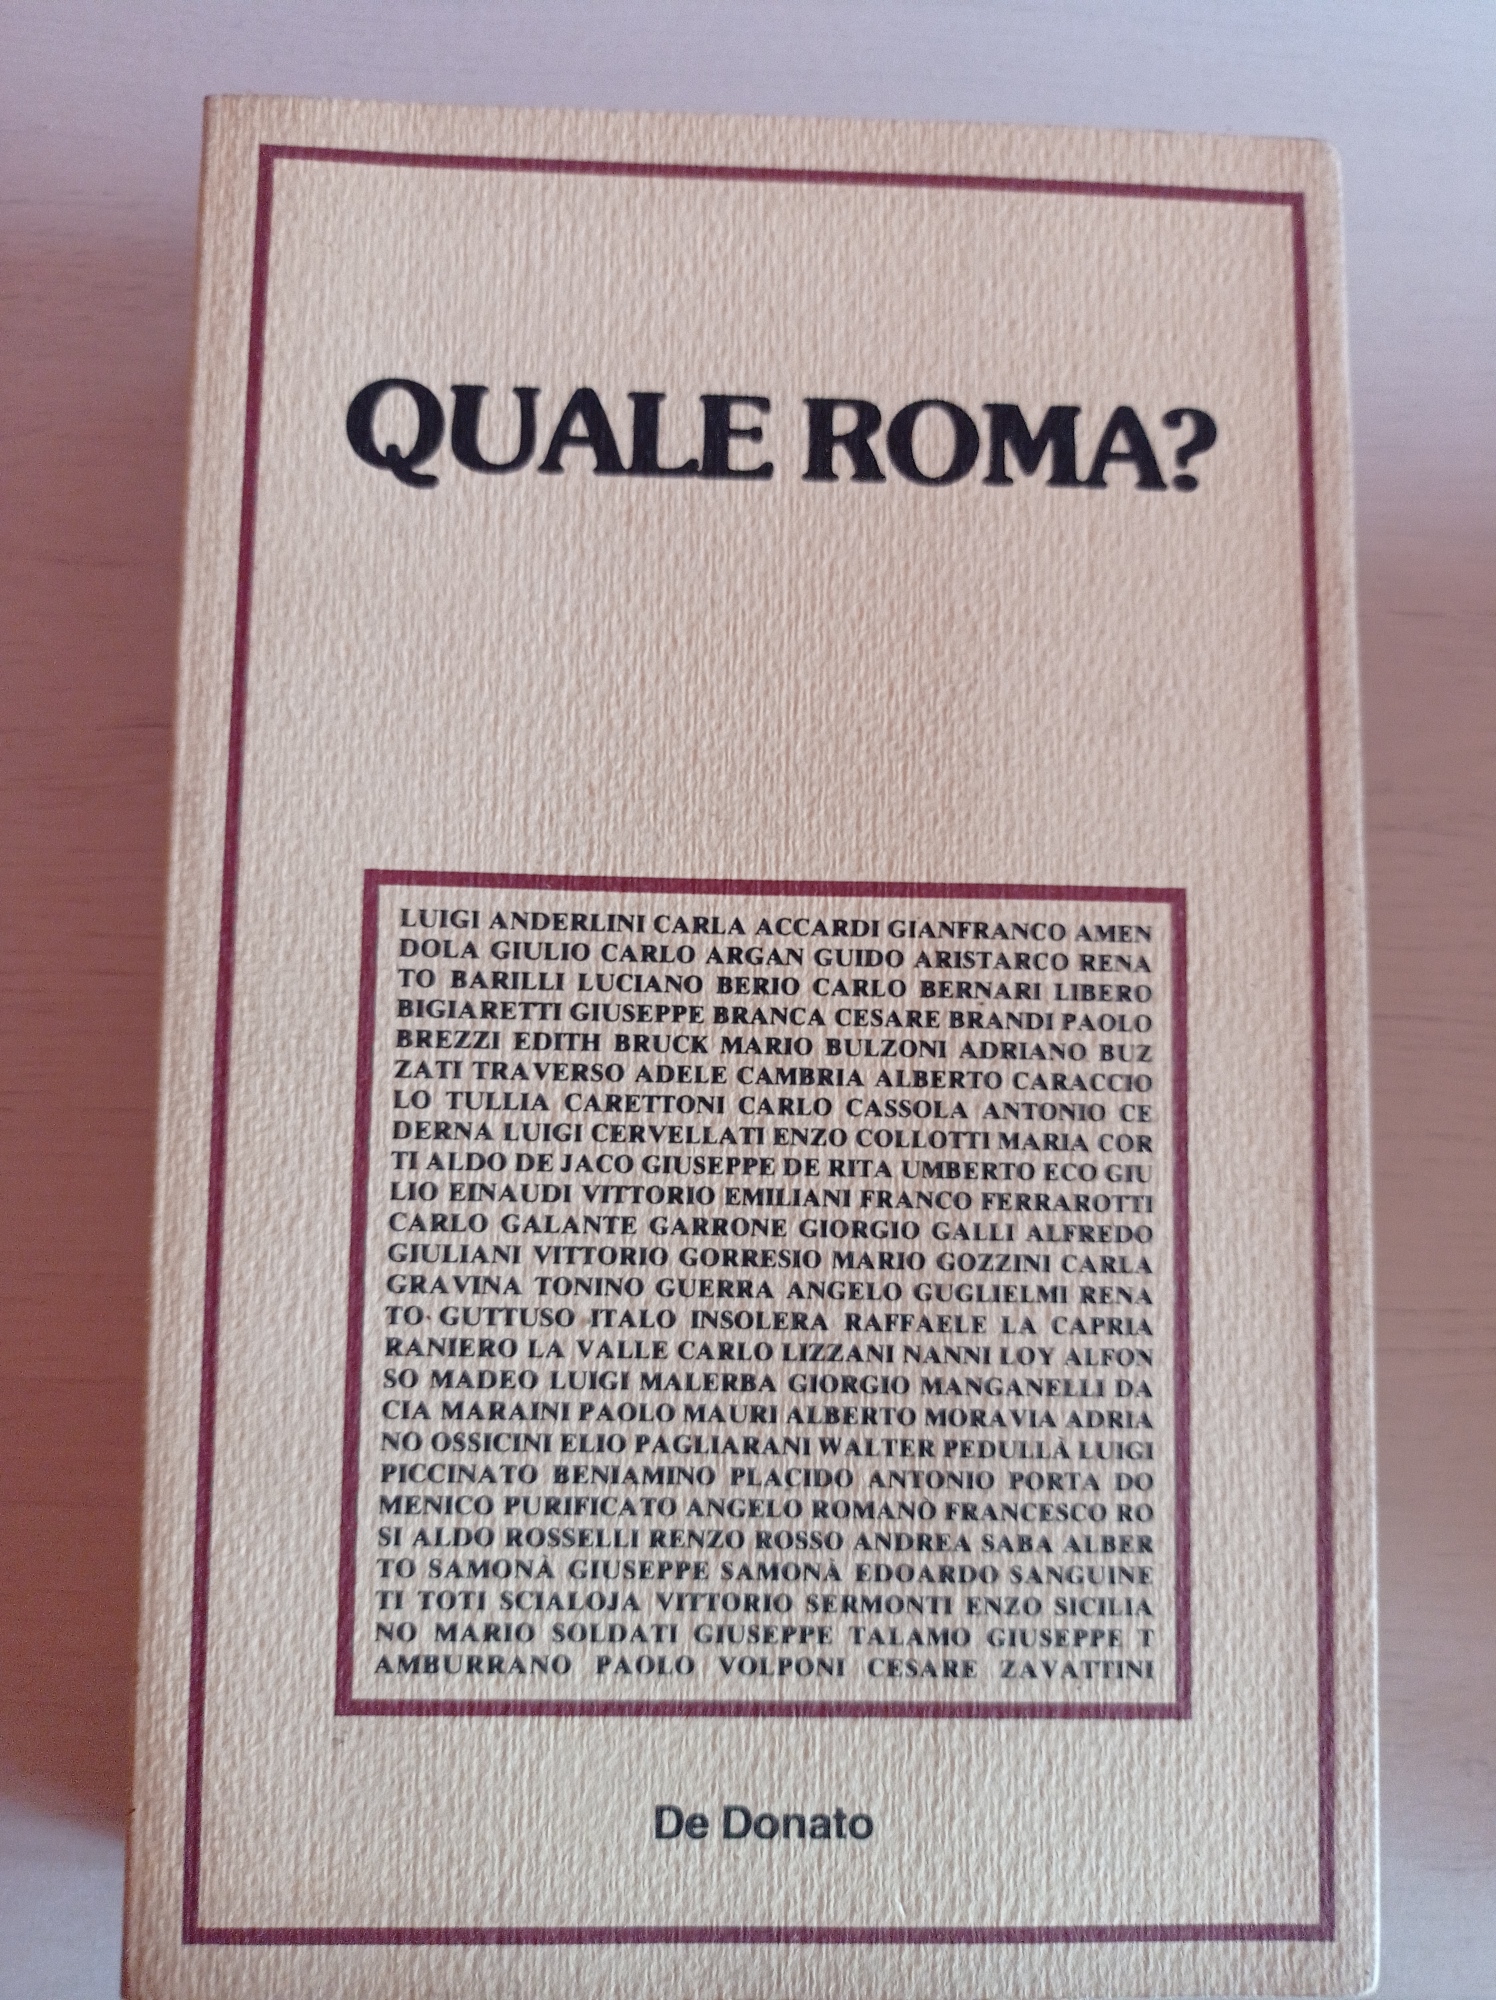 QUALE ROMA?
LUIGI ANDERLINI CARLA ACCARDI GIANFRANCO AMEN
DOLA GIULIO CARLO ARGAN GUIDO ARISTARCO RENA
TO BARILLI LUCIANO BERIO CARLO BERNARI LIBERO
BIGIARETTI GIUSEPPE BRANCA CESARE BRANDI PAOLO
BREZZI EDITH BRUCK MARIO BULZONI ADRIANO BUZ
ZATI TRAVERSO ADELE CAMBRIA ALBERTO CARACCIO
LO TULLIA CARETTONI CARLO CASSOLA ANTONIO CE
DERNA LUIGI CERVELLATI ENZO COLLOTTI MARIA COR
TI ALDO DE JACO GIUSEPPE DE RITA UMBERTO ECO GIU
LIO EINAUDI VITTORIO EMILIANI FRANCO FERRAROTTI
CARLO GALANTE GARRONE GIORGIO GALLI ALFREDO
GIULIANI VITTORIO GORRESIO MARIO GOZZINI CARLA
GRAVINA TONINO GUERRA ANGELO GUGLIELMI RENA
TO GUTTUSO ITALO INSOLERA RAFFAELE LA CAPRIA
RANIERO LA VALLE CARLO LIZZANI NANNI LOY ALFON
SO MADEO LUIGI MALERBA GIORGIO MANGANELLI DA
CIA MARAINI PAOLO MAURI ALBERTO MORAVIA ADRIA
NO OSSICINI ELIO PAGLIARANI WALTER PEDULLÀ LUIGI
PICCINATO BENIAMINO PLACIDO ANTONIO PORTA DO
MENICO PURIFICATO ANGELO ROMANÒ FRANCESCO RO
SI ALDO ROSSELLI RENZO ROSSO ANDREA SABA ALBER
TO SAMONÀ GIUSEPPE SAMONÀ EDOARDO SANGUINE
TI TOTI SCIALOJA VITTORIO SERMONTI ENZO SICILIA
NO MARIO SOLDATI GIUSEPPE TALAMO GIUSEPPE T
AMBURRANO PAOLO VOLPONI CESARE ZAVATTINI
De Donato